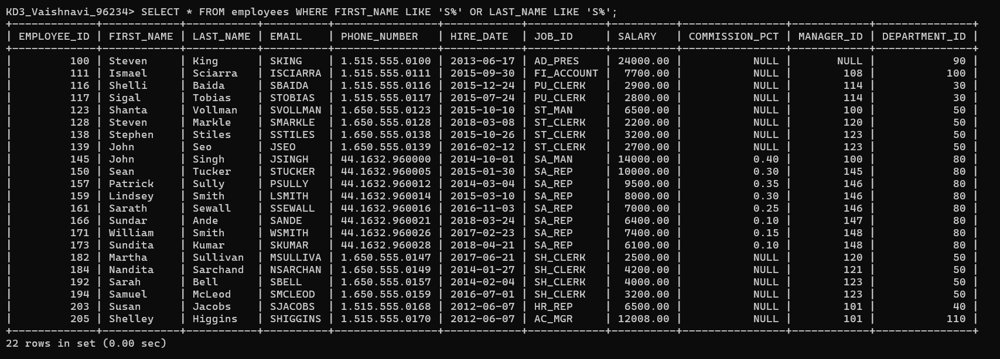 KD3_Vaishnavi_96234> SELECT * FROM employees WHERE FIRST_NAME LIKE 'S%' OR LAST_NAME LIKE 'S%';
| EMPLOYEE_ID | FIRST_NAME | LAST_NAME | EMAIL | PHONE_NUMBER | HIRE_DATE | JOB_ID | SALARY | COMMISSION_PCT | MANAGER_ID | DEPARTMENT_ID |
| 100 | Steven | King | SKING | 1.515.555.0100 | 2013-06-17 | AD_PRES | 24000.00 | NULL | NULL | 90 |
| 111 | Ismael | Sciarra | ISCIARRA | 1.515.555.0111 | 2015-09-30 | FI_ACCOUNT | 7700.00 | NULL | 108 | 100 |
| 116 | Shelli | Baida | SBAIDA | 1.515.555.0116 | 2015-12-24 | PU_CLERK | 2900.00 | NULL | 114 | 30 |
| 117 | Sigal | Tobias | STOBIAS | 1.515.555.0117 | 2015-07-24 | PU_CLERK | 2800.00 | NULL | 114 | 30 |
| 123 | Shanta | Vollman | SVOLLMAN | 1.650.555.0123 | 2015-10-10 | ST_MAN | 6500.00 | NULL | 100 | 50 |
| 128 | Steven | Markle | SMARKLE | 1.650.555.0128 | 2018-03-08 | ST_CLERK | 2200.00 | NULL | 120 | 50 |
| 138 | Stephen | Stiles | SSTILES | 1.650.555.0138 | 2015-10-26 | ST_CLERK | 3200.00 | NULL | 123 | 50 |
| 139 | John | Seo | JSEO | 1.650.555.0139 | 2016-02-12 | ST_CLERK | 2700.00 | NULL | 123 | 50 |
| 145 | John | Singh | JSINGH | 44.1632.960000 | 2014-10-01 | SA_MAN | 14000.00 | 0.40 | 100 | 80 |
| 150 | Sean | Tucker | STUCKER | 44.1632.960005 | 2015-01-30 | SA_REP | 10000.00 | 0.30 | 145 | 80 |
| 157 | Patrick | Sully | PSULLY | 44.1632.960012 | 2014-03-04 | SA_REP | 9500.00 | 0.35 | 146 | 80 |
| 159 | Lindsey | Smith | LSMITH | 44.1632.960014 | 2015-03-10 | SA_REP | 8000.00 | 0.30 | 146 | 80 |
| 161 | Sarath | Sewall | SSEWALL | 44.1632.960016 | 2016-11-03 | SA_REP | 7000.00 | 0.25 | 146 | 80 |
| 166 | Sundar | Ande | SANDE | 44.1632.960021 | 2018-03-24 | SA_REP | 6400.00 | 0.10 | 147 | 80 |
| 171 | William | Smith | WSMITH | 44.1632.960026 | 2017-02-23 | SA_REP | 7400.00 | 0.15 | 148 | 80 |
| 173 | Sundita | Kumar | SKUMAR | 44.1632.960028 | 2018-04-21 | SA_REP | 6100.00 | 0.10 | 148 | 80 |
| 182 | Martha | Sullivan | MSULLIVA | 1.650.555.0147 | 2017-06-21 | SH_CLERK | 2500.00 | NULL | 120 | 50 |
| 184 | Nandita | Sarchand | NSARCHAN | 1.650.555.0149 | 2014-01-27 | SH_CLERK | 4200.00 | NULL | 121 | 50 |
| 192 | Sarah | Bell | SBELL | 1.650.555.0157 | 2014-02-04 | SH_CLERK | 4000.00 | NULL | 123 | 50 |
| 194 | Samuel | McLeod | SMCLEOD | 1.650.555.0159 | 2016-07-01 | SH_CLERK | 3200.00 | NULL | 123 | 50 |
| 203 | Susan | Jacobs | SJACOBS | 1.515.555.0168 | 2012-06-07 | HR_REP | 6500.00 | NULL | 101 | 40 |
| 205 | Shelley | Higgins | SHIGGINS | 1.515.555.0170 | 2012-06-07 | AC_MGR | 12008.00 | NULL | 101 | 110 |
22 rows in set (0.00 sec)